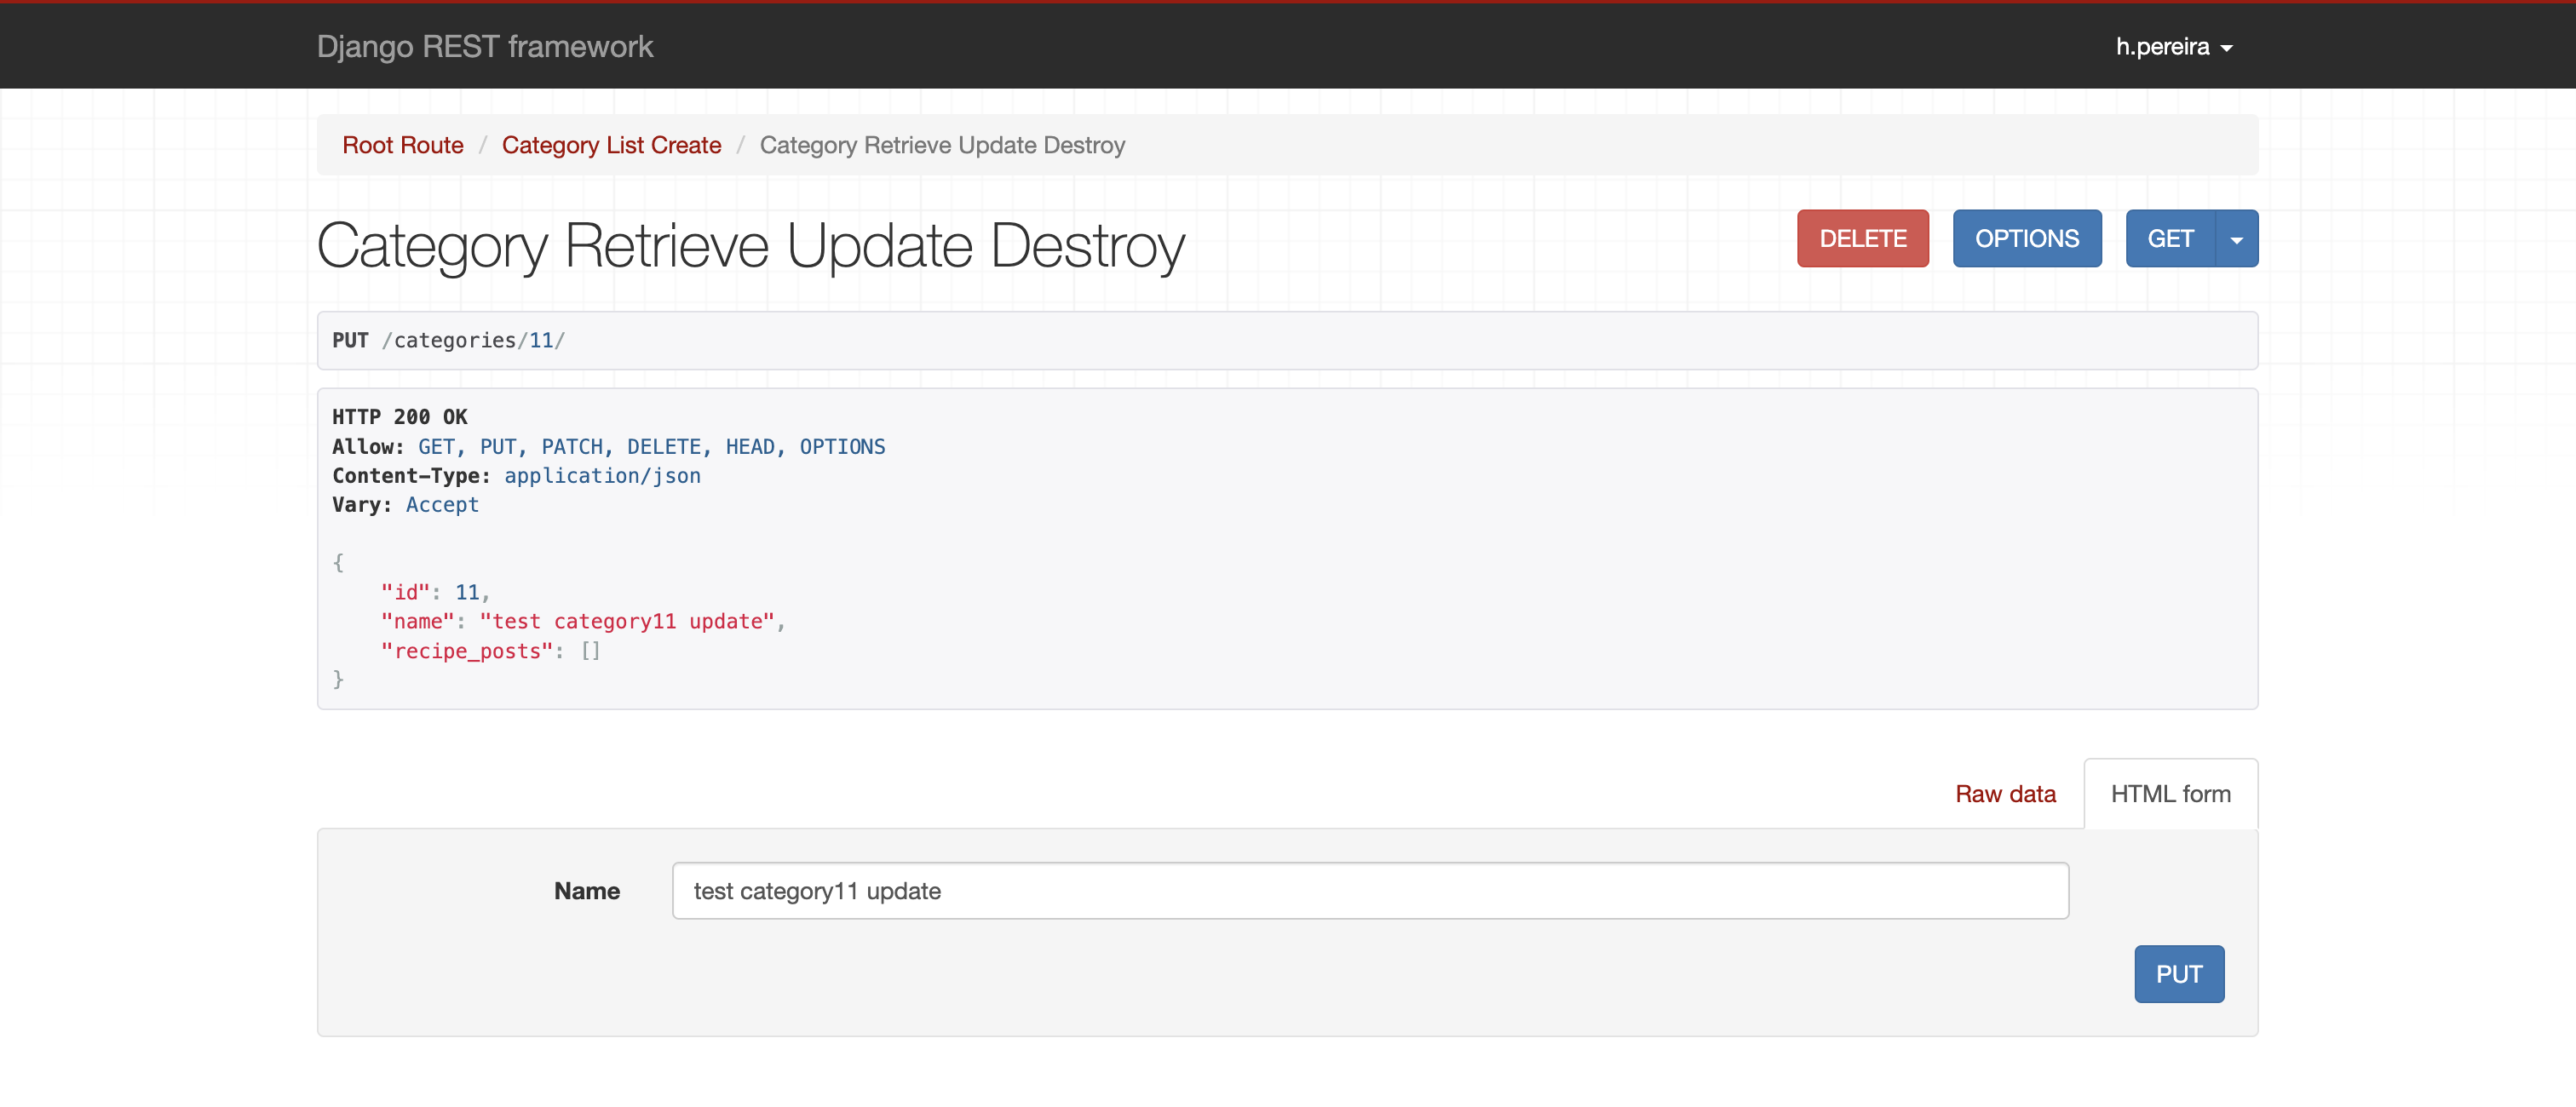 Django REST framework
h.pereira
Root Route / Category List Create / Category Retrieve Update Destroy
Category Retrieve Update Destroy
DELETE
OPTIONS
GET
PUT /categories/11/
HTTP 200 OK
Allow: GET, PUT, PATCH, DELETE, HEAD, OPTIONS
Content-Type: application/json
Vary: Accept
{
    "id": 11,
    "name": "test category11 update",
    "recipe_posts": []
}
Raw data
HTML form
Name
test category11 update
PUT